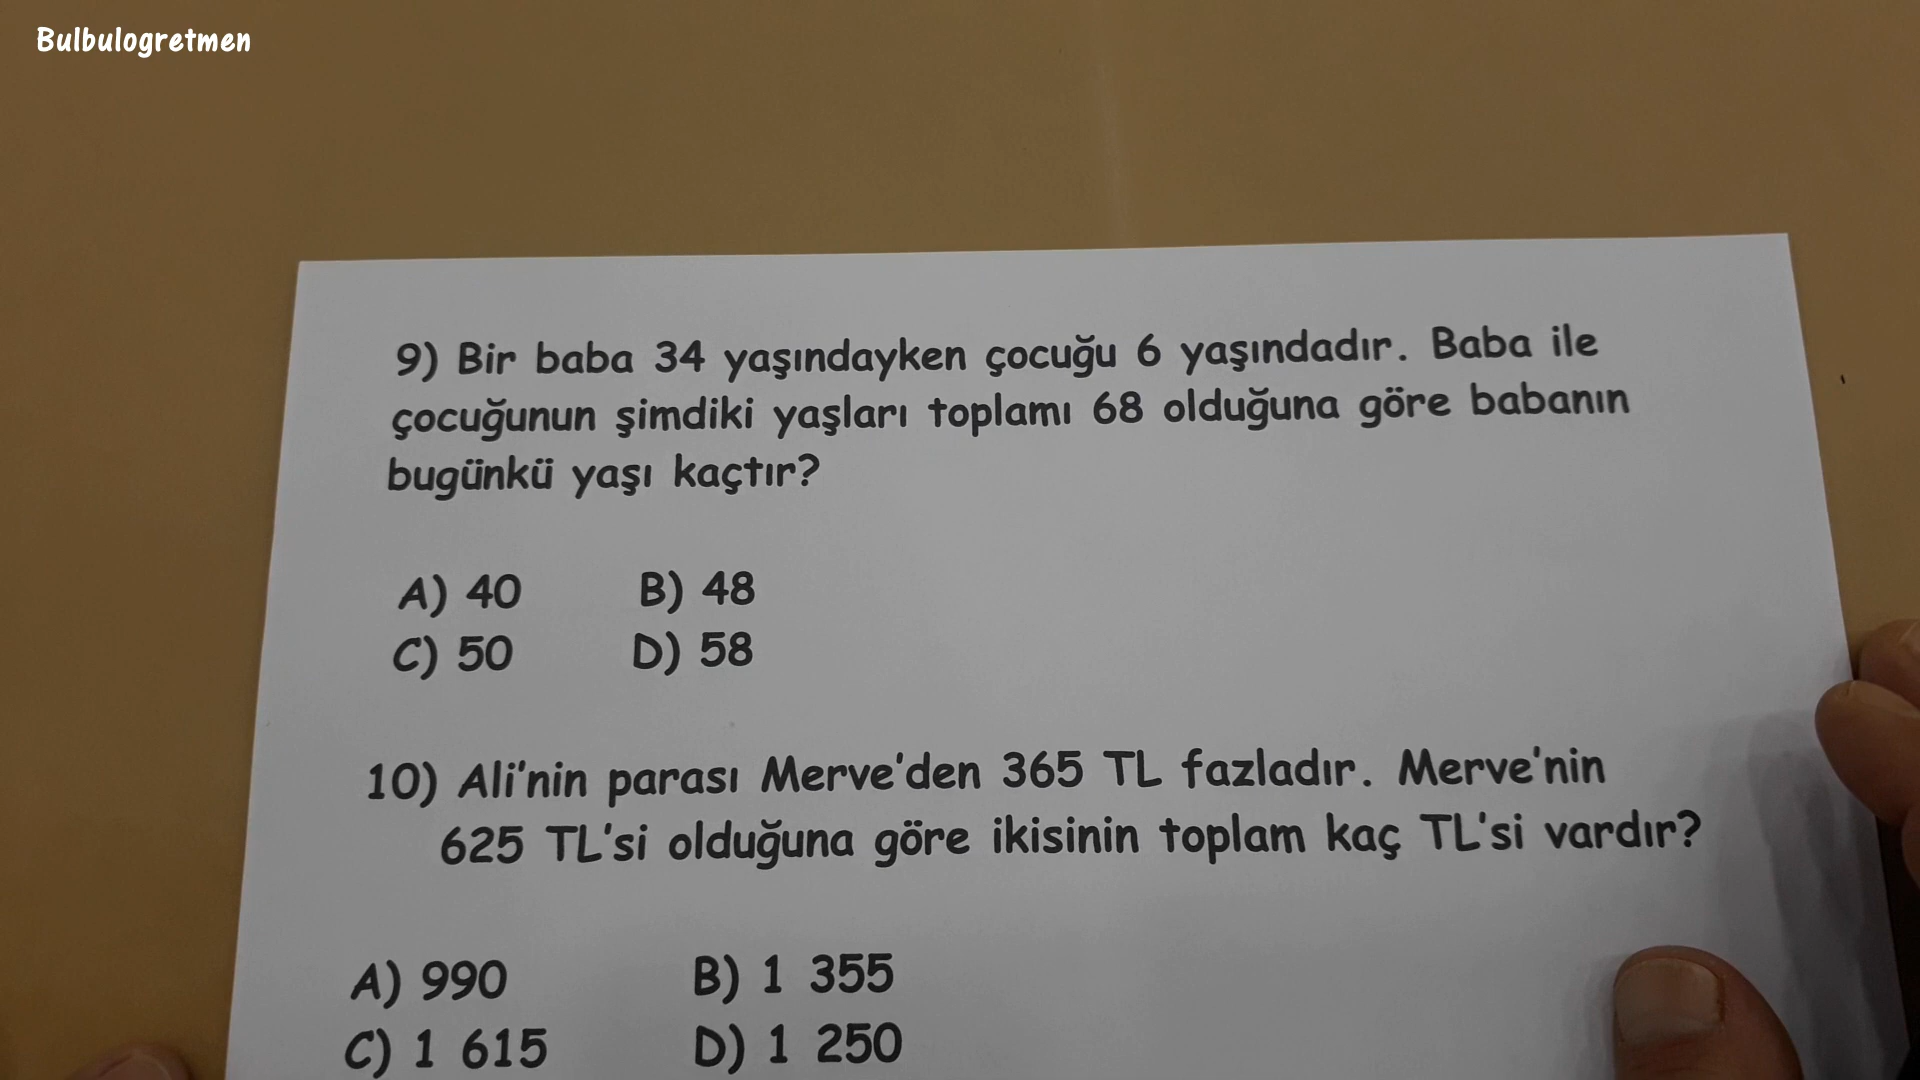 Bulbulogretmen
9) Bir baba 34 yaşındayken çocuğu 6 yaşındadır. Baba ile
çocuğunun şimdiki yaşları toplamı 68 olduğuna göre babanın
bugünkü yaşı kaçtır?
A) 40 B) 48
C) 50 D) 58
10) Ali'nin parası Merve'den 365 TL fazladır. Merve'nin
625 TL'si olduğuna göre ikisinin toplam kaç TL'si vardır?
A) 990 B) 1 355
C) 1 615 D) 1 250